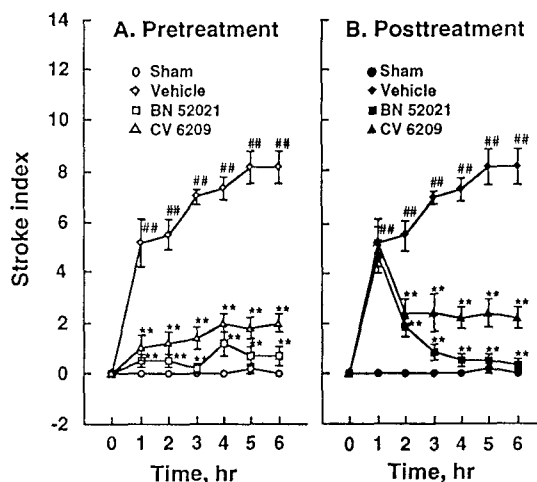 A. Pretreatment
Sham
Vehicle
BN 52021
CV 6209
B. Posttreatment
Sham
Vehicle
BN 52021
CV 6209
Stroke index
14
12
10
8
6
4
2
0
-2
## ## ## ## ## ##
** ** ** ** ** **
** ** ** ** ** **
## ## ## ## ## ##
** ** ** ** **
** ** ** ** **
0 1 2 3 4 5 6
0 1 2 3 4 5 6
Time, hr
Time, hr